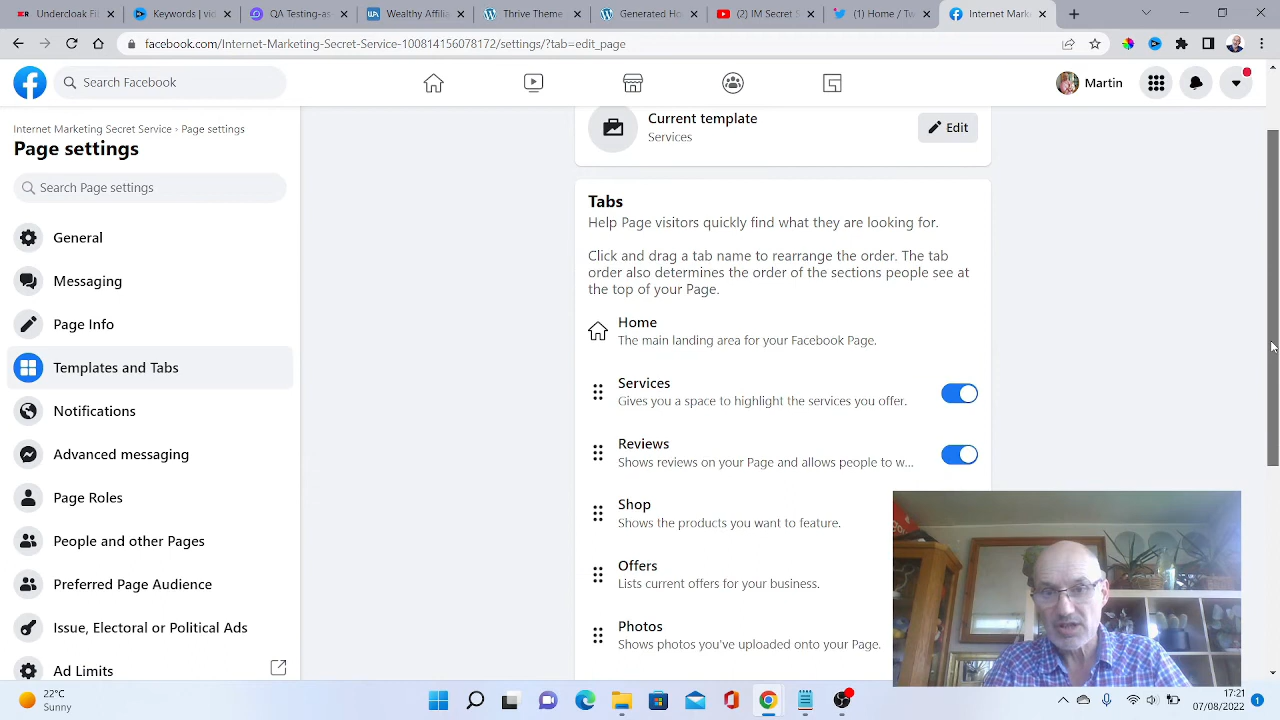 Undertake Fi
Keywords | vid
QA Testing-as
Wealthy Affilia
Thrix Theme
Generated Ho
(2) IM Secret S
(1) Home / Tw
Internet Mark
facebook.com/Internet-Marketing-Secret-Service-100814156078172/settings/?tab=edit_page
Search Facebook
Martin
Internet Marketing Secret Service › Page settings
Page settings
Search Page settings
General
Messaging
Page Info
Templates and Tabs
Notifications
Advanced messaging
Page Roles
People and other Pages
Preferred Page Audience
Issue, Electoral or Political Ads
Ad Limits
Current template
Services
Edit
Tabs
Help Page visitors quickly find what they are looking for.
Click and drag a tab name to rearrange the order. The tab
order also determines the order of the sections people see at
the top of your Page.
Home
The main landing area for your Facebook Page.
Services
Gives you a space to highlight the services you offer.
Reviews
Shows reviews on your Page and allows people to w...
Shop
Shows the products you want to feature.
Offers
Lists current offers for your business.
Photos
Shows photos you've uploaded onto your Page.
22°C
Sunny
17:21
07/08/2022
1